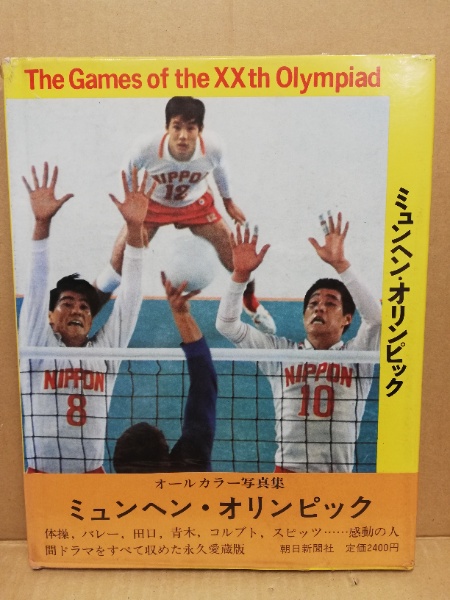 The Games of the XXth Olympiad
ミュンヘン・オリンピック
NIPPON
12
NIPPON
8
NIPPON
10
オールカラー写真集
ミュンヘン・オリンピック
体操，バレー，田口，青木，コルブト，スピッツ……感動の人
間ドラマをすべて収めた永久愛蔵版 朝日新聞社 定価2400円